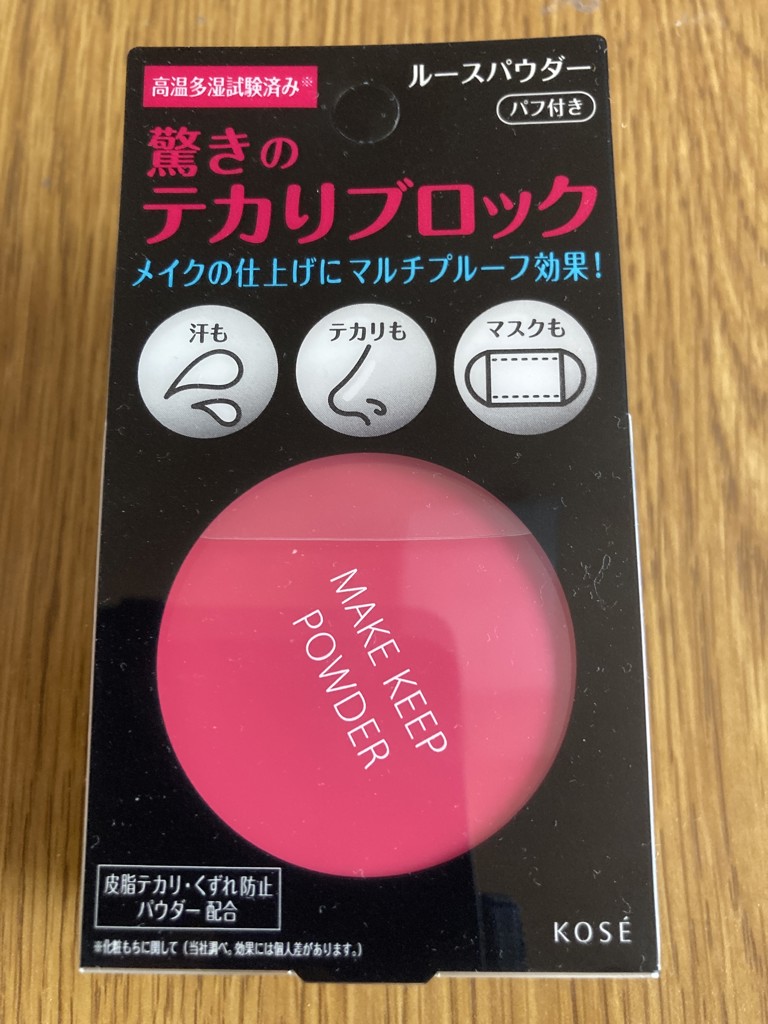 高温多湿試験済み※
ルースパウダー
パフ付き
驚きの
テカリブロック
メイクの仕上げにマルチプルーフ効果!
汗も
テカリも
マスクも
MAKE KEEP
POWDER
皮脂テカリ・くずれ防止
パウダー配合
※化粧もちに関して(当社調べ。効果には個人差があります。)
KOSÉ